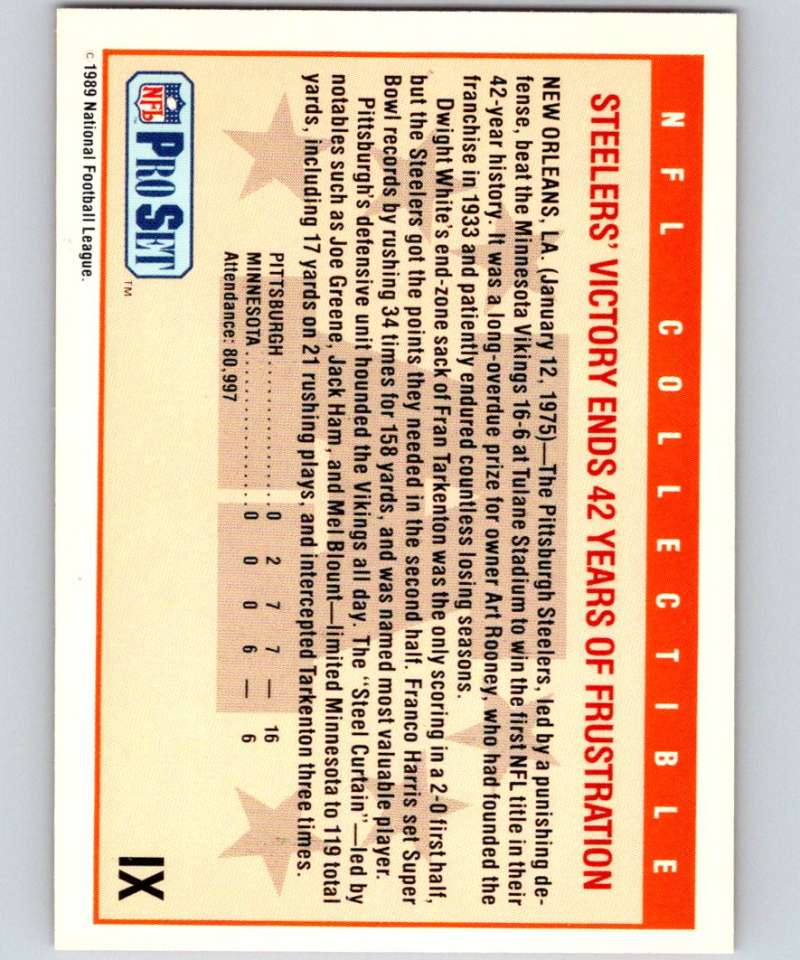 NFL COLLECTIBLE
STEELERS' VICTORY ENDS 42 YEARS OF FRUSTRATION
NEW ORLEANS, LA. (January 12, 1975)—The Pittsburgh Steelers, led by a punishing de-
fense, beat the Minnesota Vikings 16-6 at Tulane Stadium to win the first NFL title in their
42-year history. It was a long-overdue prize for owner Art Rooney, who had founded the
franchise in 1933 and patiently endured countless losing seasons.
Dwight White's end-zone sack of Fran Tarkenton was the only scoring in a 2-0 first half,
but the Steelers got the points they needed in the second half. Franco Harris set Super
Bowl records by rushing 34 times for 158 yards, and was named most valuable player.
Pittsburgh's defensive unit hounded the Vikings all day. The "Steel Curtain"—led by
notables such as Joe Greene, Jack Ham, and Mel Blount—limited Minnesota to 119 total
yards, including 17 yards on 21 rushing plays, and intercepted Tarkenton three times.
PITTSBURGH ................0 2 7 7 — 16
MINNESOTA ..................0 0 0 6 — 6
Attendance: 80,997
NFL PRO SET ™
IX
© 1989 National Football League.